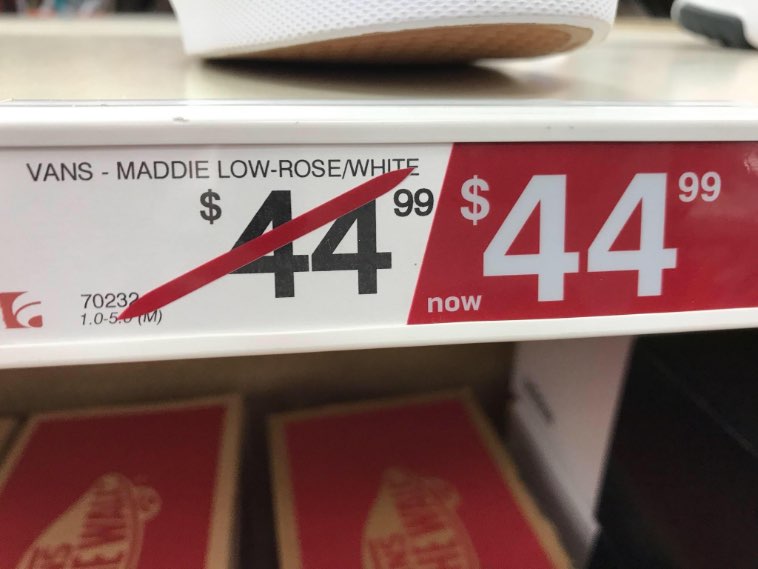 VANS - MADDIE LOW-ROSE/WHITE
$44 99
$44 99
now
70232
1.0-5.0 (M)